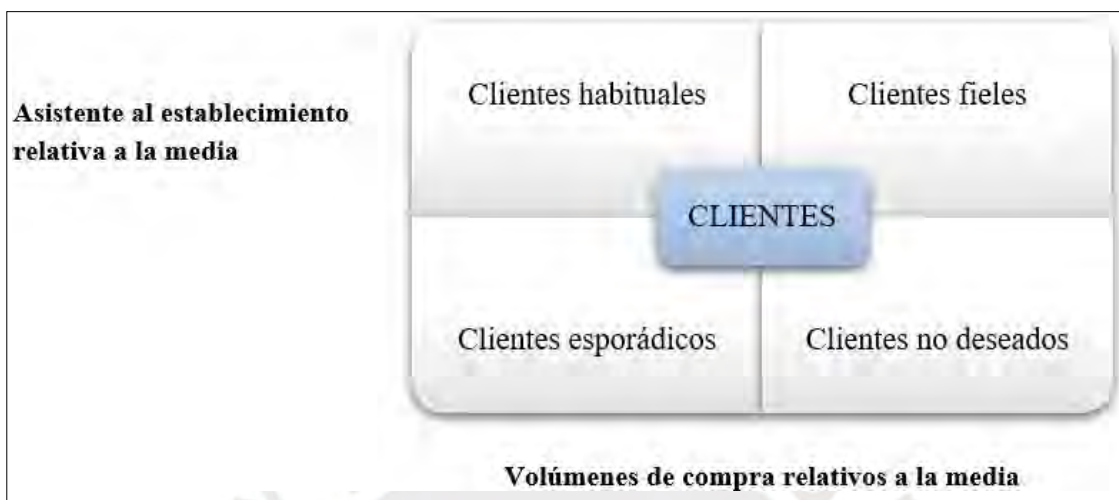 Clientes habituales
Clientes fieles
Asistente al establecimiento
relativa a la media
CLIENTES
Clientes esporádicos
Clientes no deseados
Volúmenes de compra relativos a la media